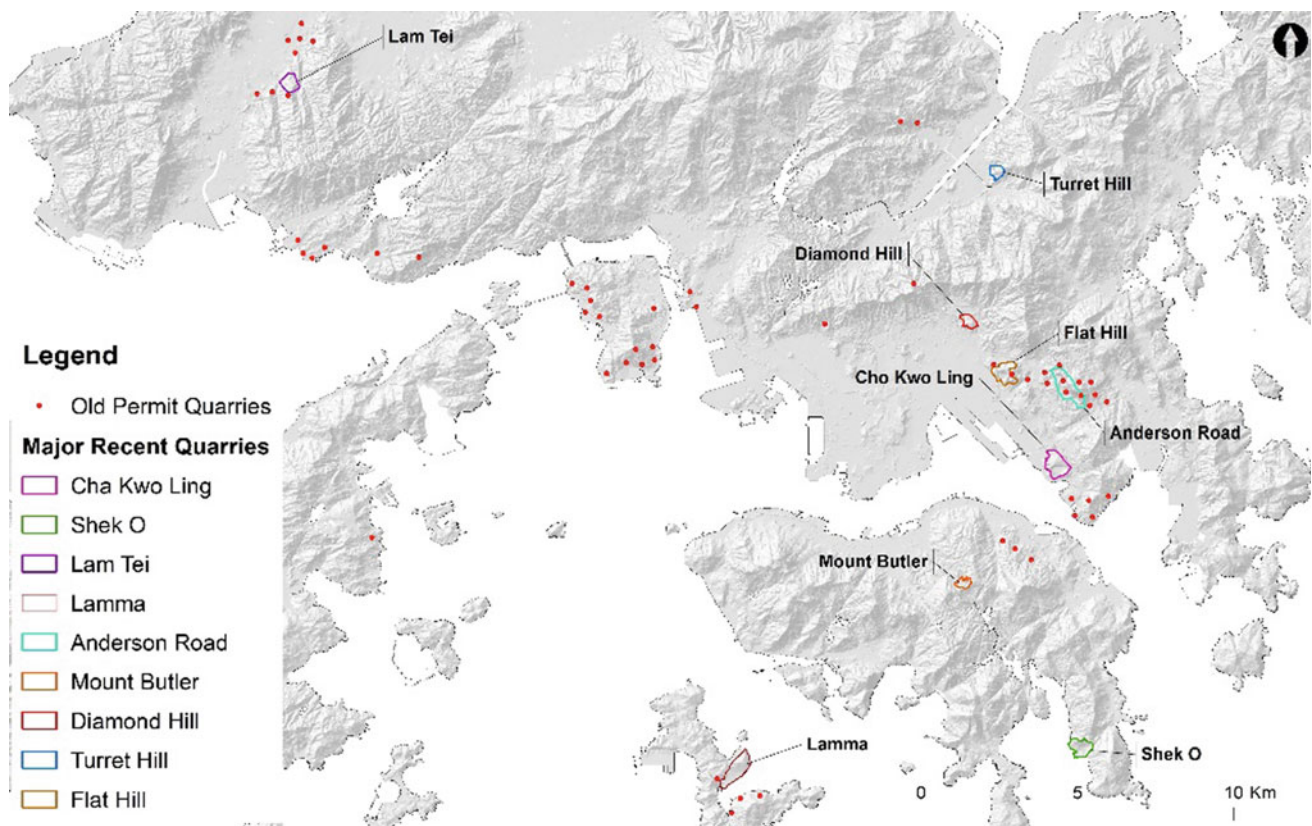 Lam Tei
Turret Hill
Diamond Hill
Flat Hill
Cho Kwo Ling
Anderson Road
Mount Butler
Lamma
Shek O
0 5 10 Km
Legend
Old Permit Quarries
Major Recent Quarries
Cha Kwo Ling
Shek O
Lam Tei
Lamma
Anderson Road
Mount Butler
Diamond Hill
Turret Hill
Flat Hill